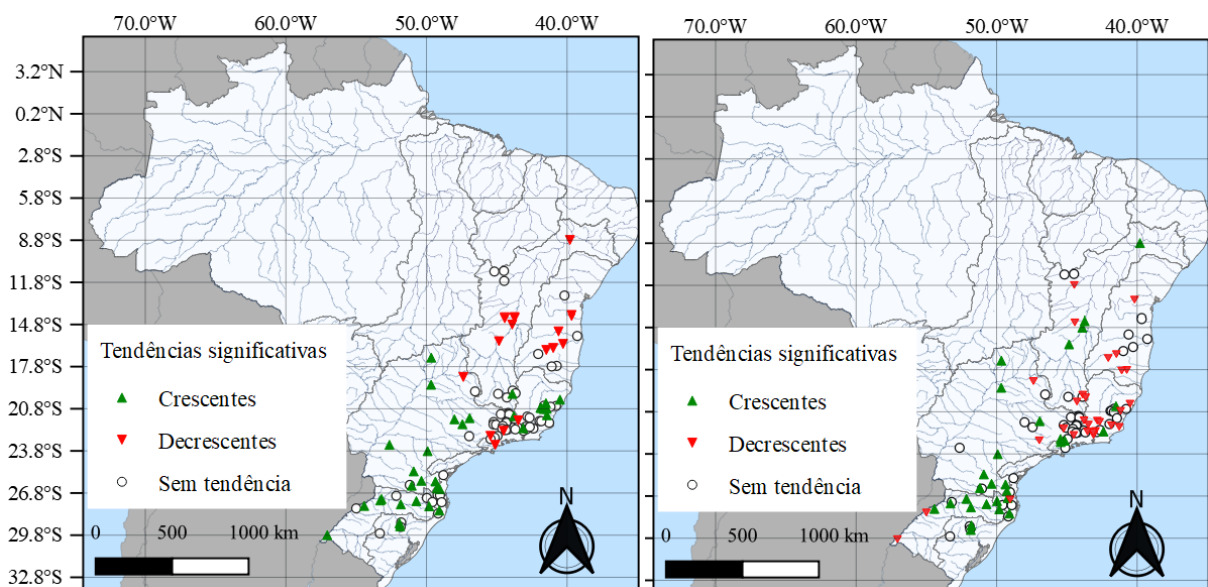 70.0°W 60.0°W 50.0°W 40.0°W
3.2°N
0.2°N
2.8°S
5.8°S
8.8°S
11.8°S
14.8°S
17.8°S
20.8°S
23.8°S
26.8°S
29.8°S
32.8°S
Tendências significativas
Crescentes
Decrescentes
Sem tendência
0 500 1000 km
N
70.0°W 60.0°W 50.0°W 40.0°W
Tendências significativas
Crescentes
Decrescentes
Sem tendência
0 500 1000 km
N